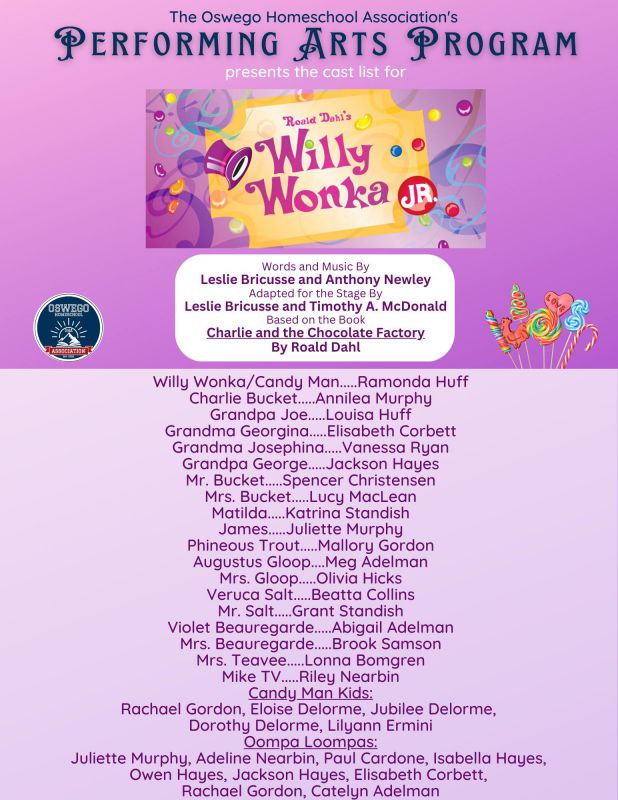 The Oswego Homeschool Association's
Performing Arts Program
presents the cast list for
Roald Dahl's
Willy
Wonka JR.
Words and Music By
Leslie Bricusse and Anthony Newley
Adapted for the Stage By
Leslie Bricusse and Timothy A. McDonald
Based on the Book
Charlie and the Chocolate Factory
By Roald Dahl
OSWEGO
HOMESCHOOL
ASSOCIATION
LOVE
Willy Wonka/Candy Man.....Ramonda Huff
Charlie Bucket.....Annilea Murphy
Grandpa Joe.....Louisa Huff
Grandma Georgina.....Elisabeth Corbett
Grandma Josephina.....Vanessa Ryan
Grandpa George.....Jackson Hayes
Mr. Bucket.....Spencer Christensen
Mrs. Bucket.....Lucy MacLean
Matilda.....Katrina Standish
James.....Juliette Murphy
Phineous Trout....Mallory Gordon
Augustus Gloop....Meg Adelman
Mrs. Gloop....Olivia Hicks
Veruca Salt.....Beatta Collins
Mr. Salt....Grant Standish
Violet Beauregarde.....Abigail Adelman
Mrs. Beauregarde.....Brook Samson
Mrs. Teavee.....Lonna Bomgren
Mike TV.....Riley Nearbin
Candy Man Kids:
Rachael Gordon, Eloise Delorme, Jubilee Delorme,
Dorothy Delorme, Lilyann Ermini
Oompa Loompas:
Juliette Murphy, Adeline Nearbin, Paul Cardone, Isabella Hayes,
Owen Hayes, Jackson Hayes, Elisabeth Corbett,
Rachael Gordon, Catelyn Adelman